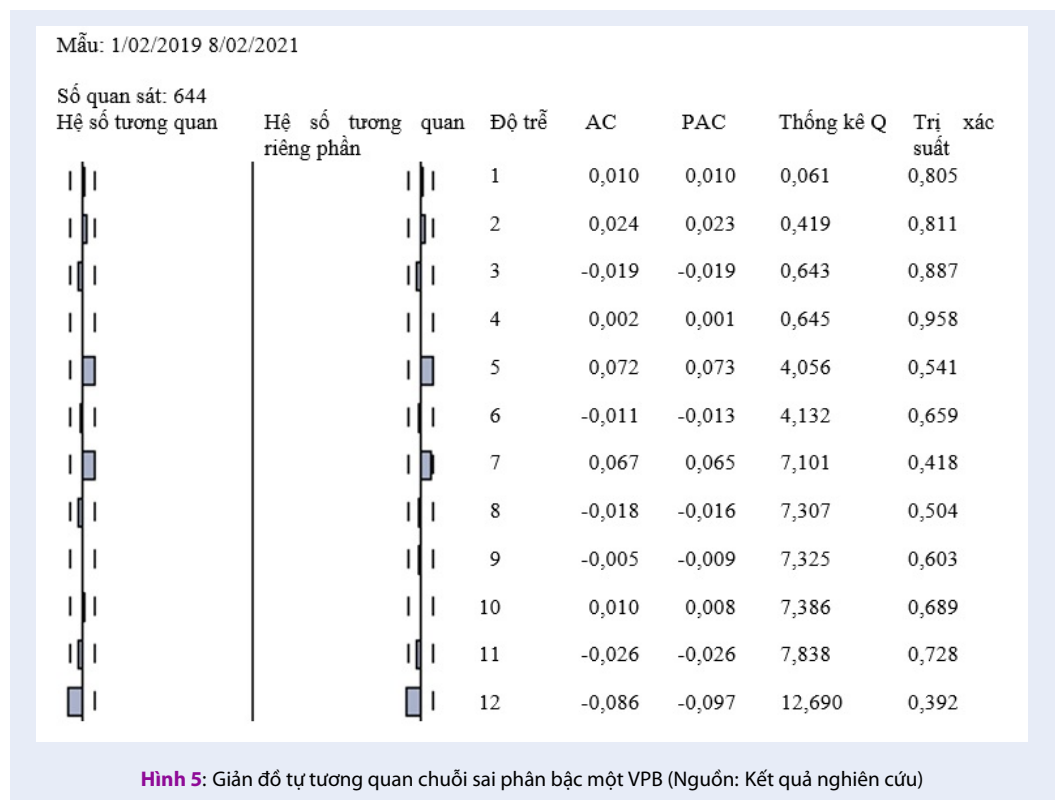 Mẫu: 1/02/2019 8/02/2021
Số quan sát: 644
Hệ số tương quan Hệ số tương quan riêng phần Độ trễ AC PAC Thống kê Q Trị xác suất
1 0,010 0,010 0,061 0,805
2 0,024 0,023 0,419 0,811
3 -0,019 -0,019 0,643 0,887
4 0,002 0,001 0,645 0,958
5 0,072 0,073 4,056 0,541
6 -0,011 -0,013 4,132 0,659
7 0,067 0,065 7,101 0,418
8 -0,018 -0,016 7,307 0,504
9 -0,005 -0,009 7,325 0,603
10 0,010 0,008 7,386 0,689
11 -0,026 -0,026 7,838 0,728
12 -0,086 -0,097 12,690 0,392
Hình 5: Giản đồ tự tương quan chuỗi sai phân bậc một VPB (Nguồn: Kết quả nghiên cứu)